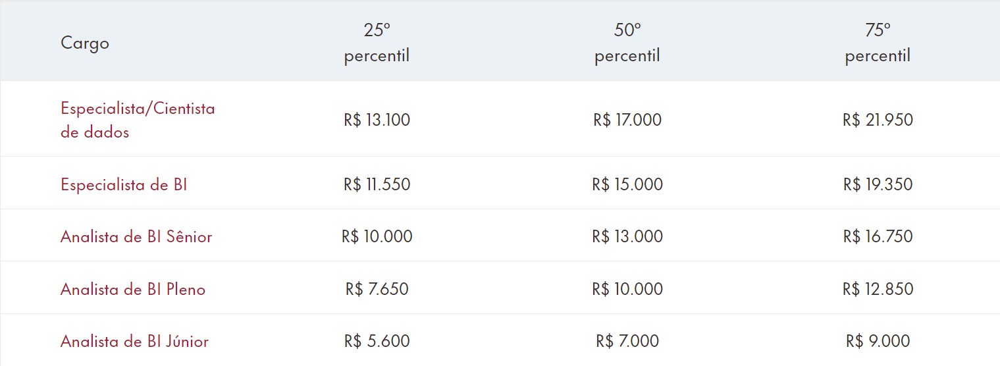 Cargo
25º
percentil
50º
percentil
75º
percentil
Especialista/Cientista
de dados
R$ 13.100
R$ 17.000
R$ 21.950
Especialista de BI
R$ 11.550
R$ 15.000
R$ 19.350
Analista de BI Sênior
R$ 10.000
R$ 13.000
R$ 16.750
Analista de BI Pleno
R$ 7.650
R$ 10.000
R$ 12.850
Analista de BI Júnior
R$ 5.600
R$ 7.000
R$ 9.000